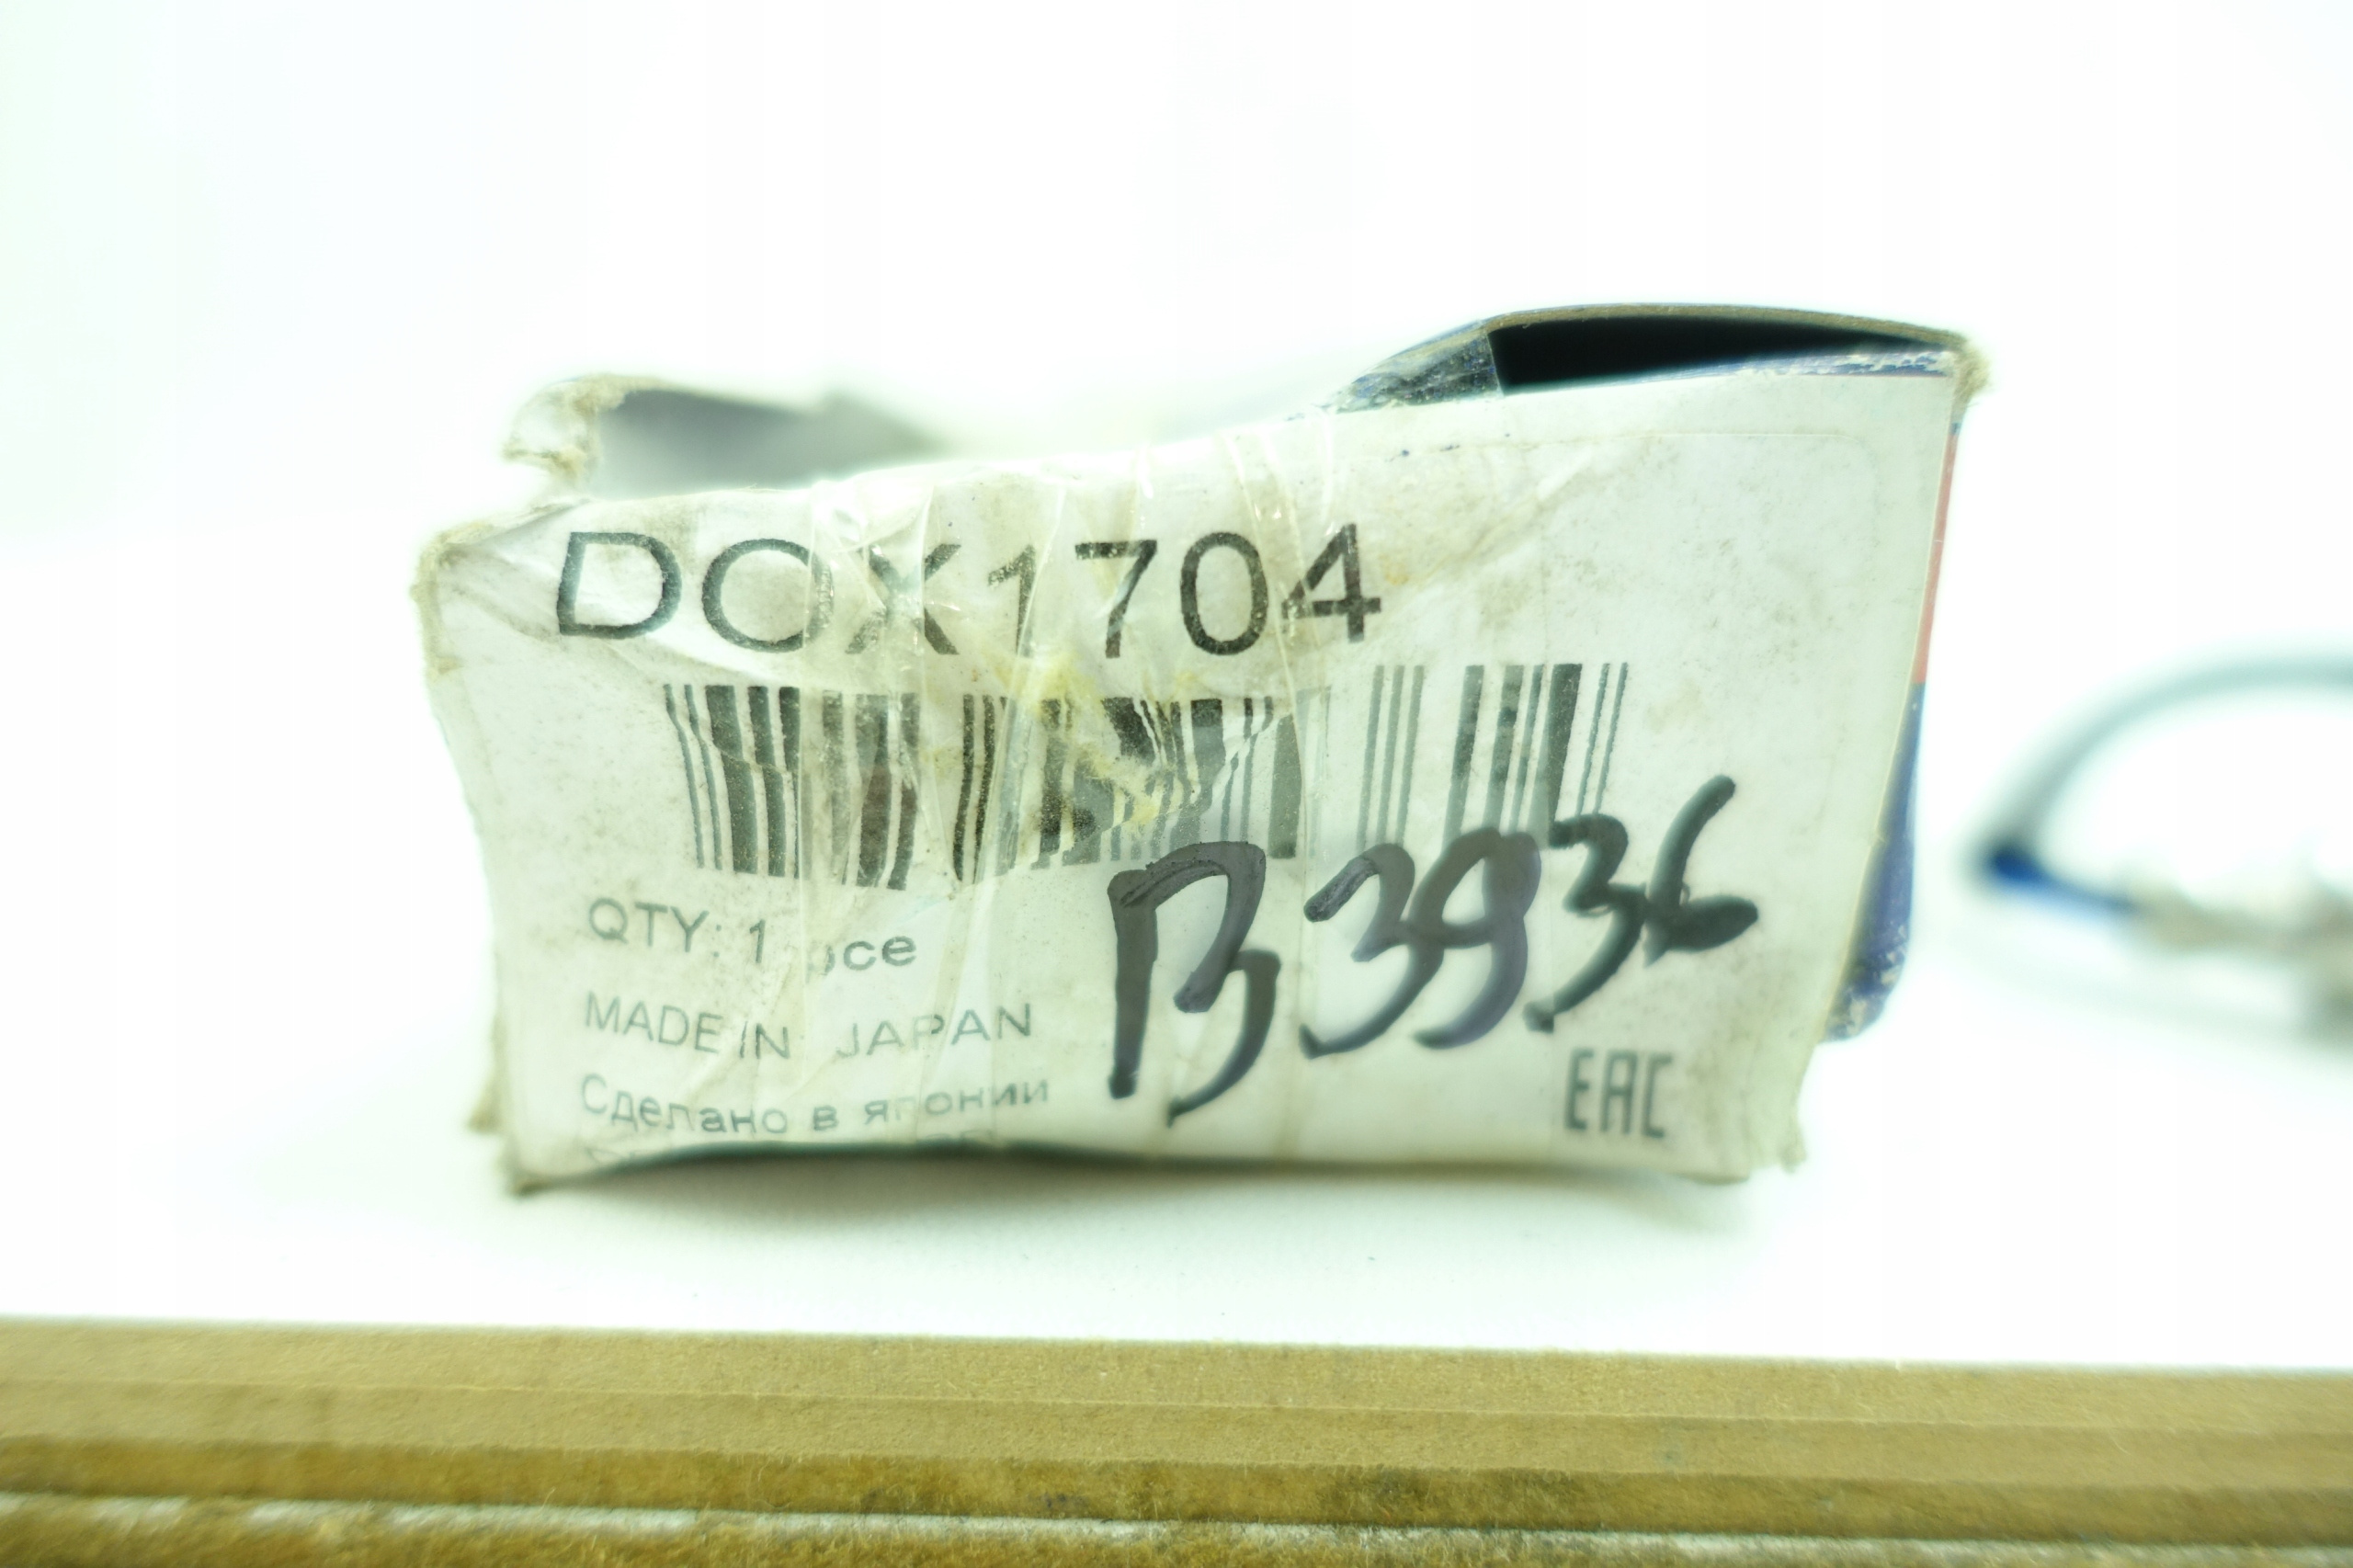 DOX1704
QTY: 1 pce
B3936
MADE IN JAPAN
Сделано в японии
EAC